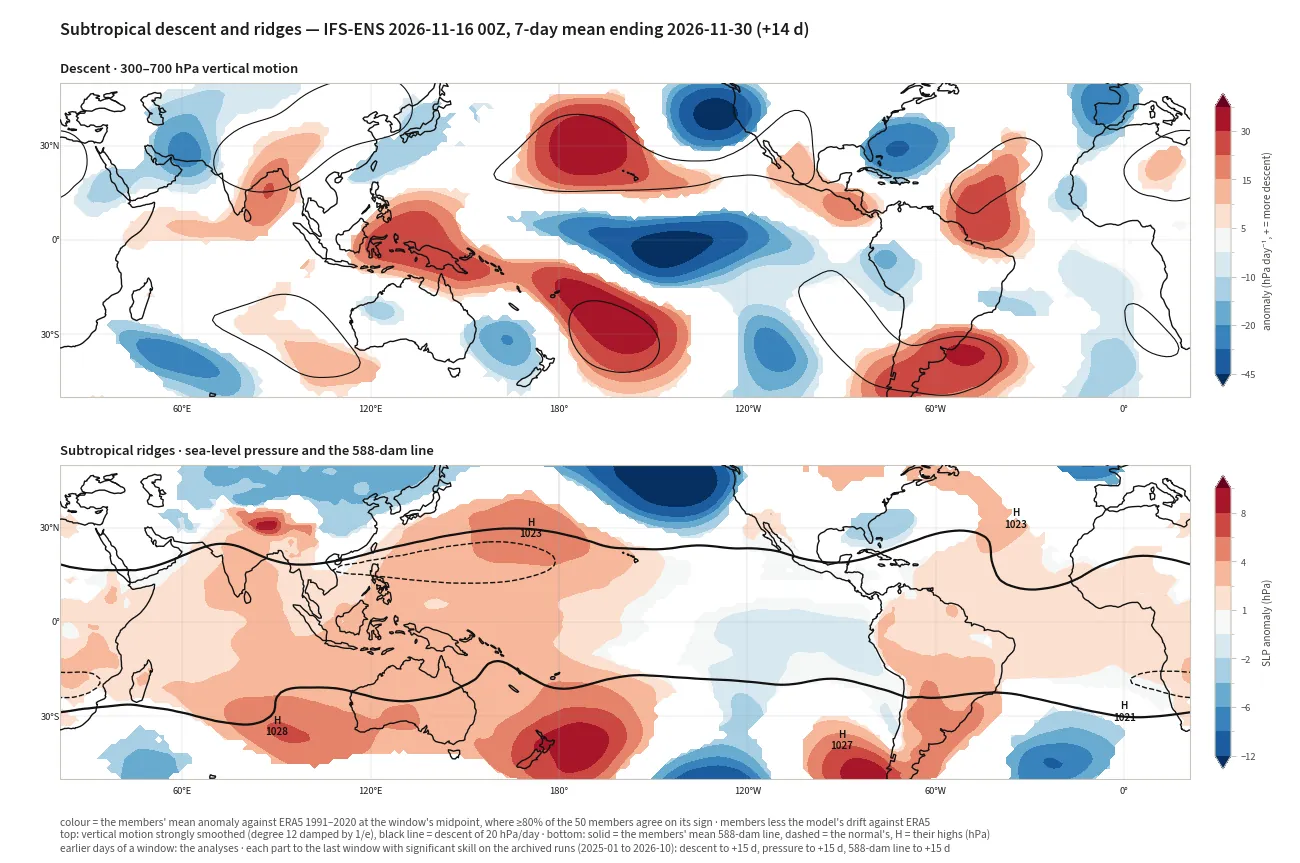 Subtropical descent and ridges — IFS-ENS 2026-11-16 00Z, 7-day mean ending 2026-11-30 (+14 d)
Descent · 300–700 hPa vertical motion
30°N
0°
30°S
60°E
120°E
180°
120°W
60°W
0°
30
15
5
−10
−20
−45
anomaly (hPa day⁻¹, + = more descent)
Subtropical ridges · sea-level pressure and the 588-dam line
30°N
0°
30°S
H
1023
H
1023
H
1028
H
1027
H
1021
60°E
120°E
180°
120°W
60°W
0°
8
4
1
−2
−6
−12
SLP anomaly (hPa)
colour = the members' mean anomaly against ERA5 1991–2020 at the window's midpoint, where ≥80% of the 50 members agree on its sign · members less the model's drift against ERA5
top: vertical motion strongly smoothed (degree 12 damped by 1/e), black line = descent of 20 hPa/day · bottom: solid = the members' mean 588-dam line, dashed = the normal's, H = their highs (hPa)
earlier days of a window: the analyses · each part to the last window with significant skill on the archived runs (2025-01 to 2026-10): descent to +15 d, pressure to +15 d, 588-dam line to +15 d